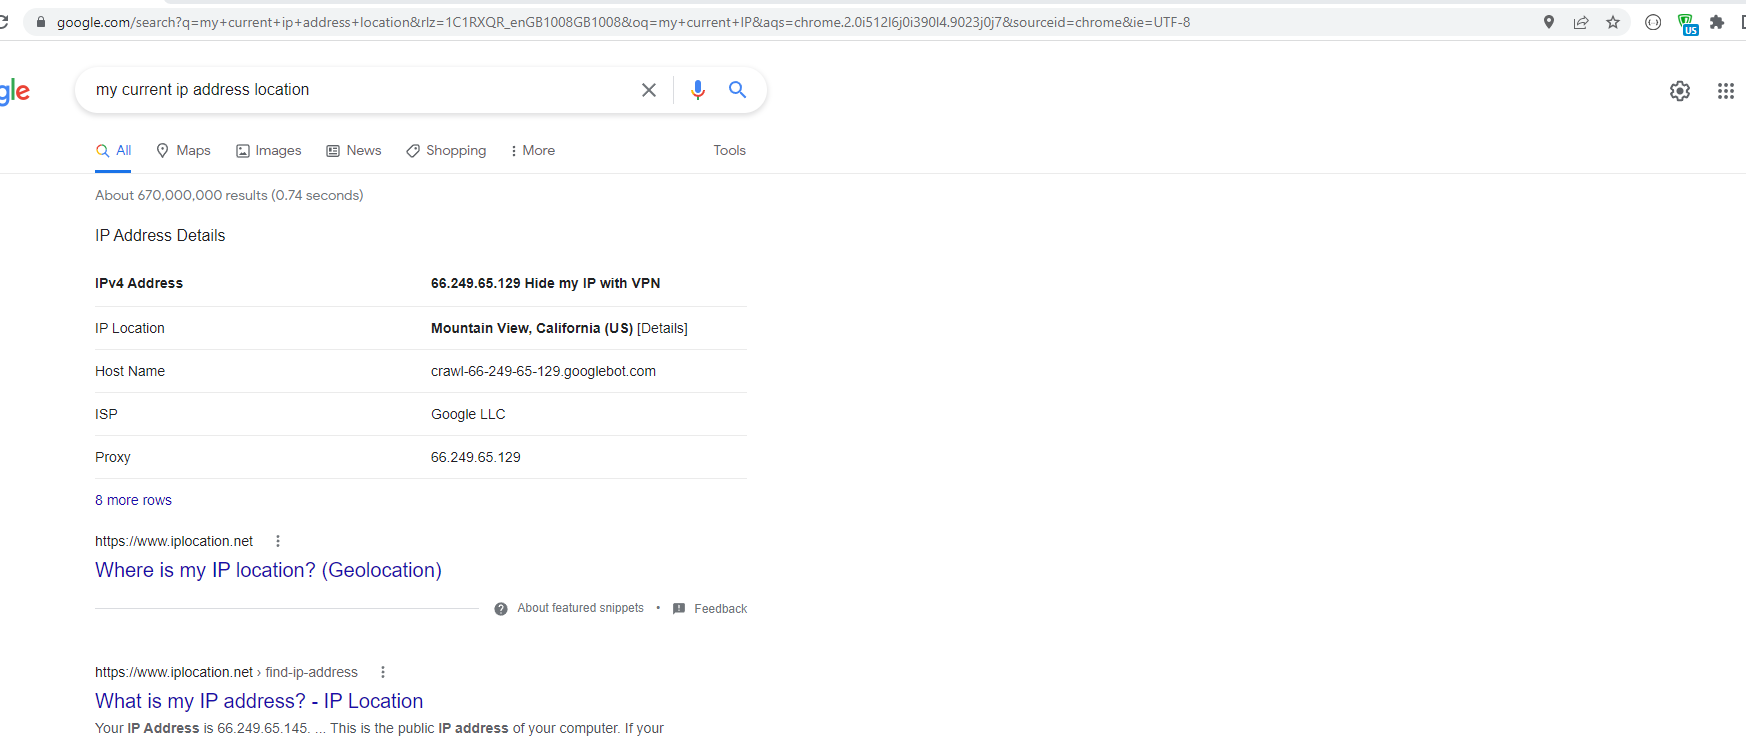 google.com/search?q=my+current+ip+address+location&rlz=1C1RXQR_enGB1008GB1008&oq=my+current+IP&aqs=chrome.2.0i512l6j0i390l4.9023j0j7&sourceid=chrome&ie=UTF-8
US
gle
my current ip address location
All Maps Images News Shopping More Tools
About 670,000,000 results (0.74 seconds)
IP Address Details
IPv4 Address 66.249.65.129 Hide my IP with VPN
IP Location Mountain View, California (US) [Details]
Host Name crawl-66-249-65-129.googlebot.com
ISP Google LLC
Proxy 66.249.65.129
8 more rows
https://www.iplocation.net
Where is my IP location? (Geolocation)
About featured snippets • Feedback
https://www.iplocation.net › find-ip-address
What is my IP address? - IP Location
Your IP Address is 66.249.65.145. ... This is the public IP address of your computer. If your